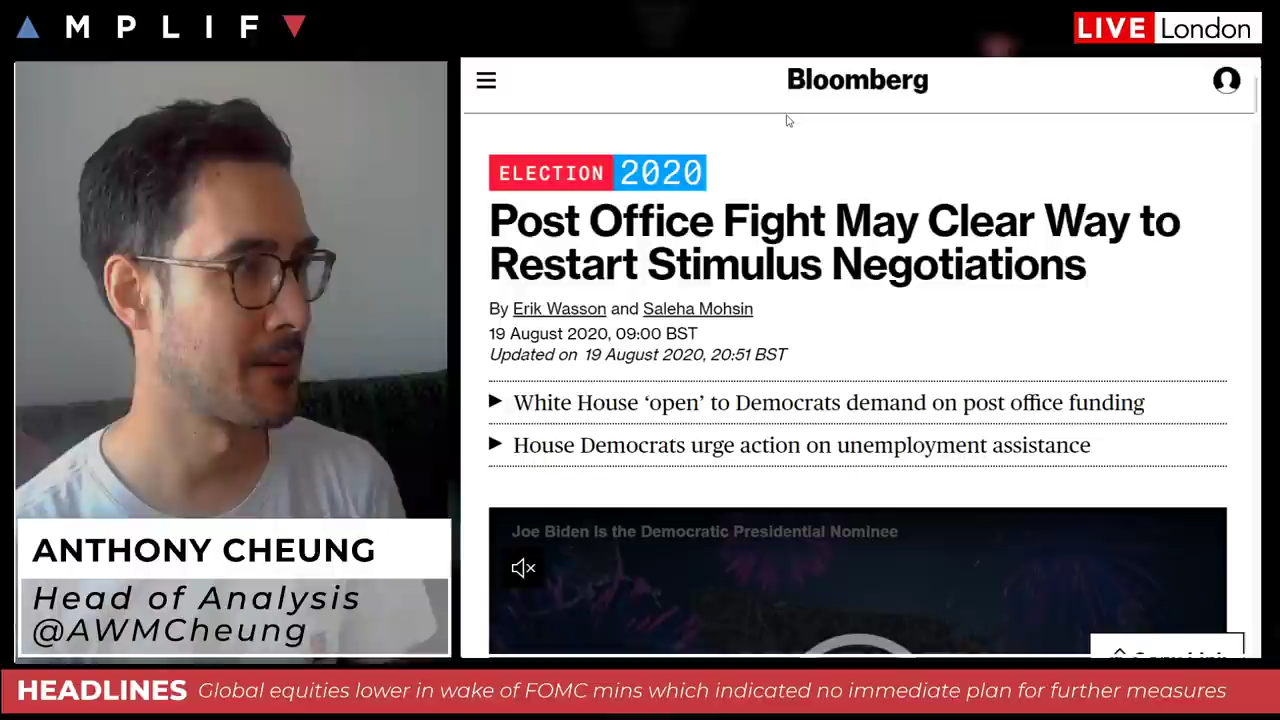 AMPLIFY
LIVE London
Bloomberg
ELECTION 2020
Post Office Fight May Clear Way to
Restart Stimulus Negotiations
By Erik Wasson and Saleha Mohsin
19 August 2020, 09:00 BST
Updated on 19 August 2020, 20:51 BST
White House ‘open’ to Democrats demand on post office funding
House Democrats urge action on unemployment assistance
Joe Biden Is the Democratic Presidential Nominee
ANTHONY CHEUNG
Head of Analysis
@AWMCheung
HEADLINES Global equities lower in wake of FOMC mins which indicated no immediate plan for further measures